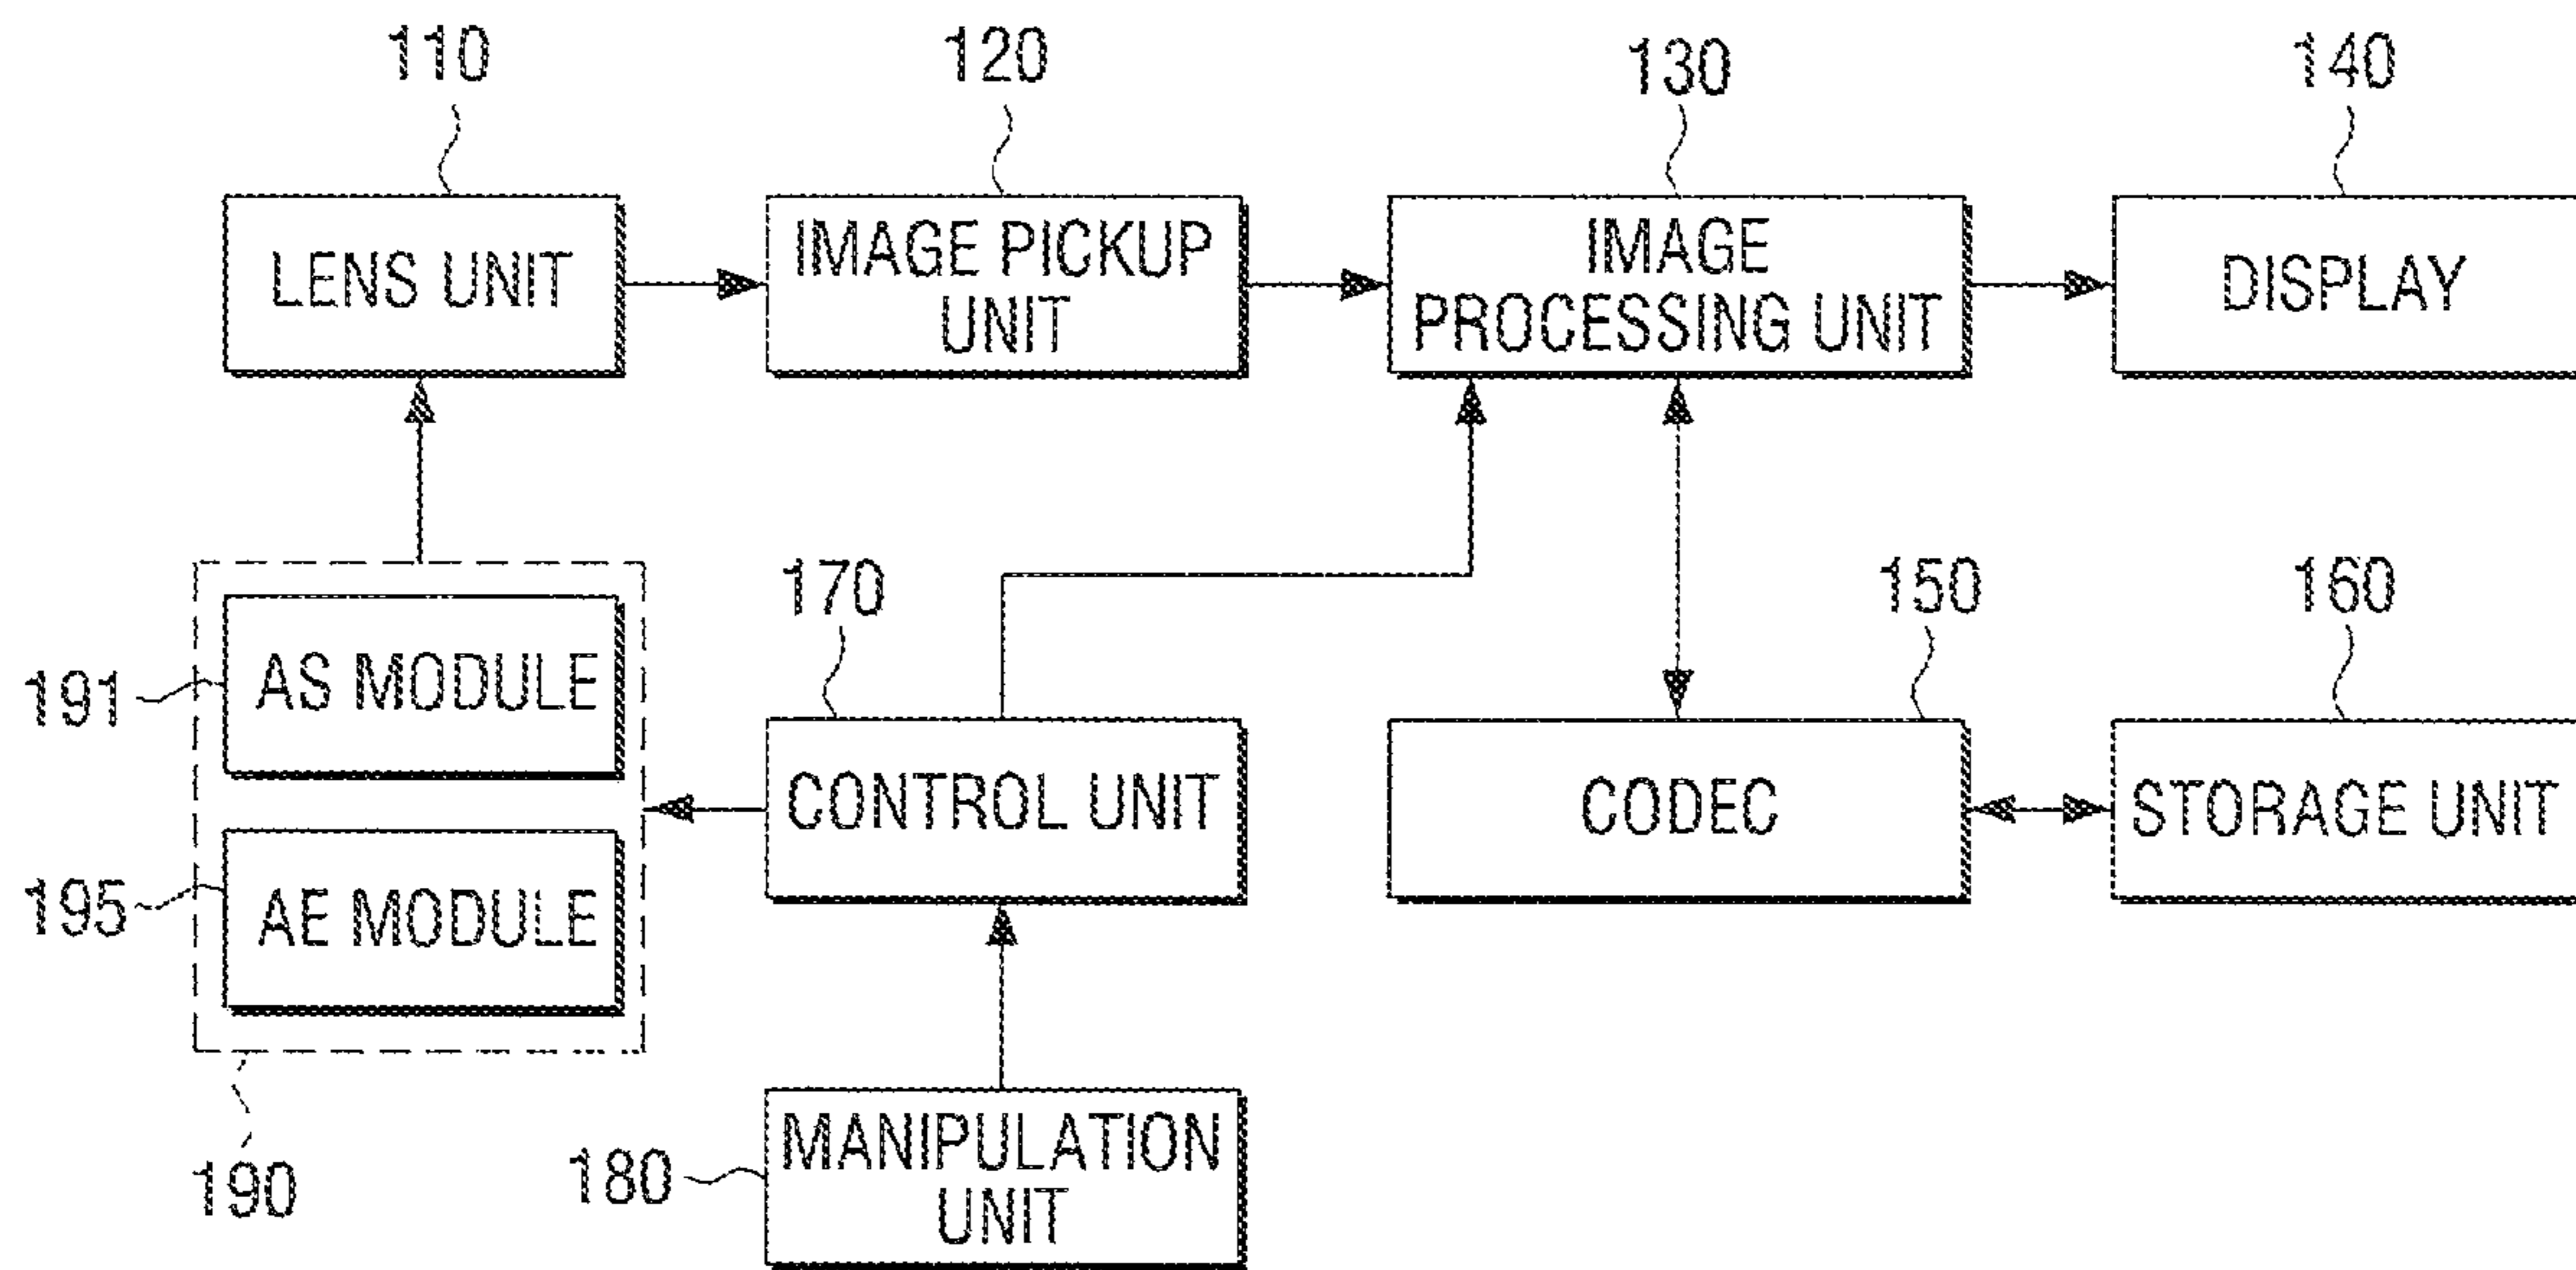 110
120
130
140
LENS UNIT
IMAGE PICKUP
UNIT
IMAGE
PROCESSING UNIT
DISPLAY
170
150
160
191
AS MODULE
CONTROL UNIT
CODEC
STORAGE UNIT
195
AE MODULE
190
180
MANIPULATION
UNIT